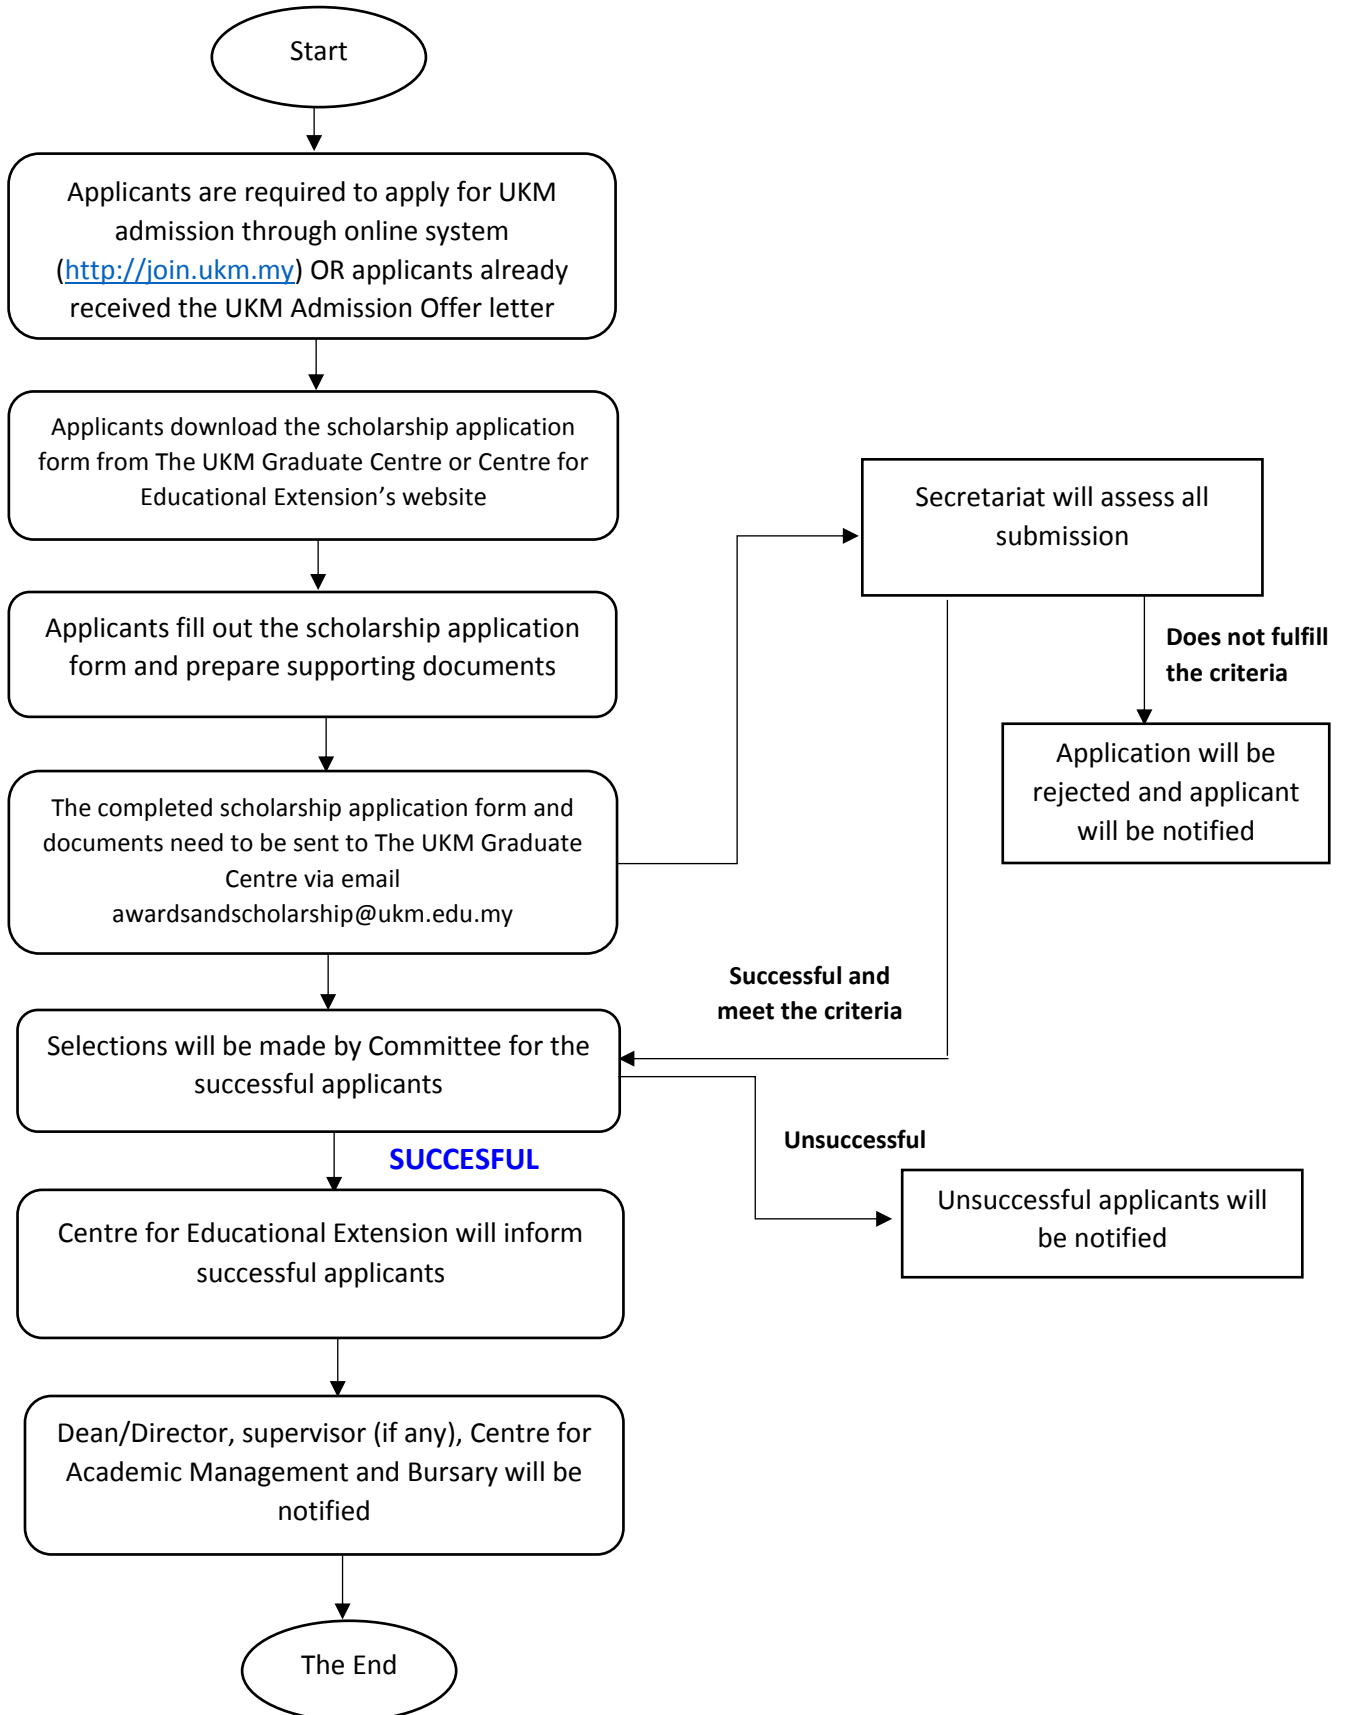 Start
Applicants are required to apply for UKM
admission through online system
(http://join.ukm.my) OR applicants already
received the UKM Admission Offer letter
Applicants download the scholarship application
form from The UKM Graduate Centre or Centre for
Educational Extension’s website
Applicants fill out the scholarship application
form and prepare supporting documents
The completed scholarship application form and
documents need to be sent to The UKM Graduate
Centre via email
awardsandscholarship@ukm.edu.my
Secretariat will assess all
submission
Does not fulfill
the criteria
Application will be
rejected and applicant
will be notified
Successful and
meet the criteria
Selections will be made by Committee for the
successful applicants
Unsuccessful
Unsuccessful applicants will
be notified
SUCCESFUL
Centre for Educational Extension will inform
successful applicants
Dean/Director, supervisor (if any), Centre for
Academic Management and Bursary will be
notified
The End